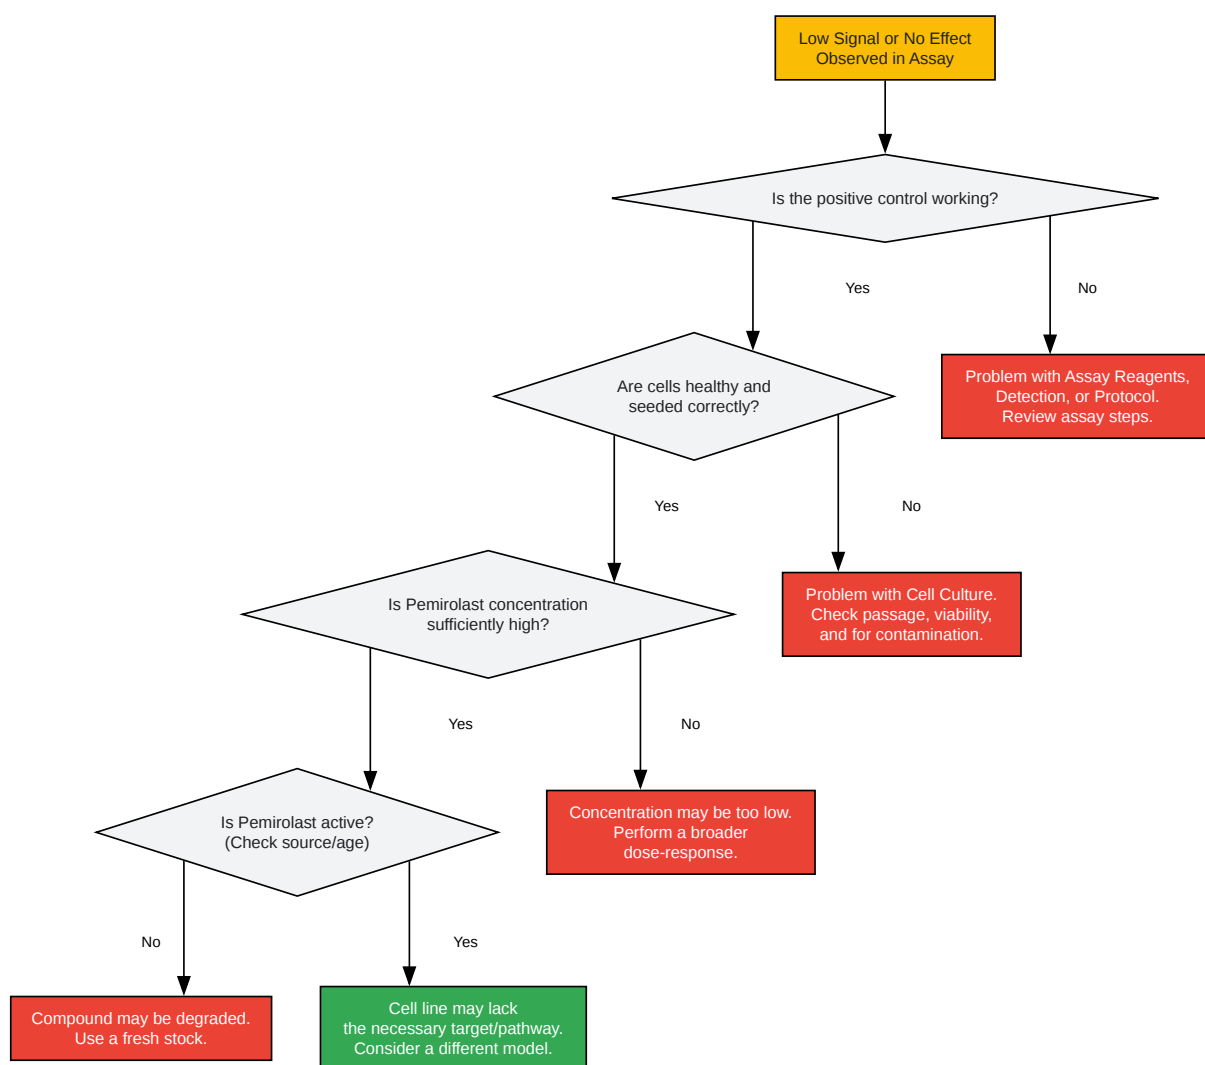 Low Signal or No Effect
Observed in Assay
Is the positive control working?
Yes
No
Are cells healthy and
seeded correctly?
Problem with Assay Reagents,
Detection, or Protocol.
Review assay steps.
Yes
No
Is Pemirolast concentration
sufficiently high?
Problem with Cell Culture.
Check passage, viability,
and for contamination.
Yes
No
Is Pemirolast active?
(Check source/age)
Concentration may be too low.
Perform a broader
dose-response.
No
Yes
Compound may be degraded.
Use a fresh stock.
Cell line may lack
the necessary target/pathway.
Consider a different model.